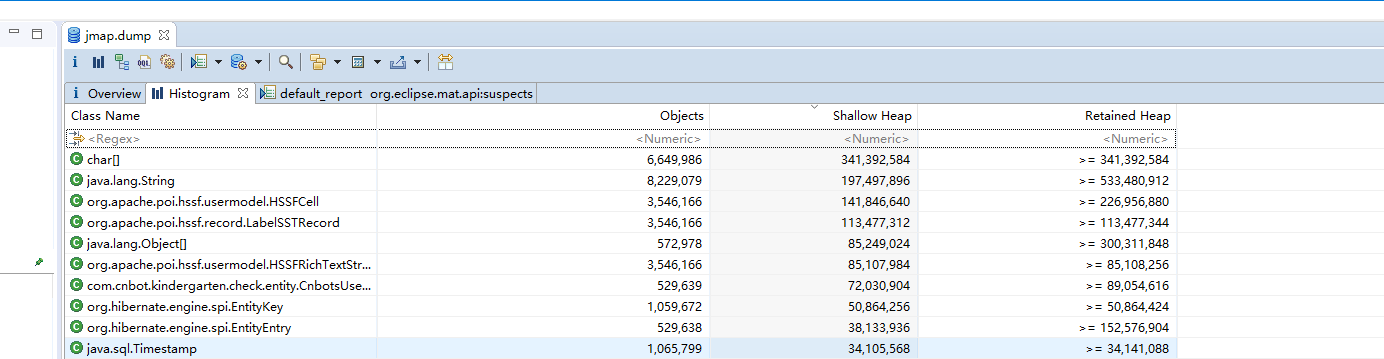 jmap.dump
i OQL
i Overview Histogram default_report org.eclipse.mat.api:suspects
Class Name Objects Shallow Heap Retained Heap
<Regex> <Numeric> <Numeric> <Numeric>
char[] 6,649,986 341,392,584 >= 341,392,584
java.lang.String 8,229,079 197,497,896 >= 533,480,912
org.apache.poi.hssf.usermodel.HSSFCell 3,546,166 141,846,640 >= 226,956,880
org.apache.poi.hssf.record.LabelSSTRecord 3,546,166 113,477,312 >= 113,477,344
java.lang.Object[] 572,978 85,249,024 >= 300,311,848
org.apache.poi.hssf.usermodel.HSSFRichTextStr... 3,546,166 85,107,984 >= 85,108,256
com.cnbot.kindergarten.check.entity.CnbotsUse... 529,639 72,030,904 >= 89,054,616
org.hibernate.engine.spi.EntityKey 1,059,672 50,864,256 >= 50,864,424
org.hibernate.engine.spi.EntityEntry 529,638 38,133,936 >= 152,576,904
java.sql.Timestamp 1,065,799 34,105,568 >= 34,141,088